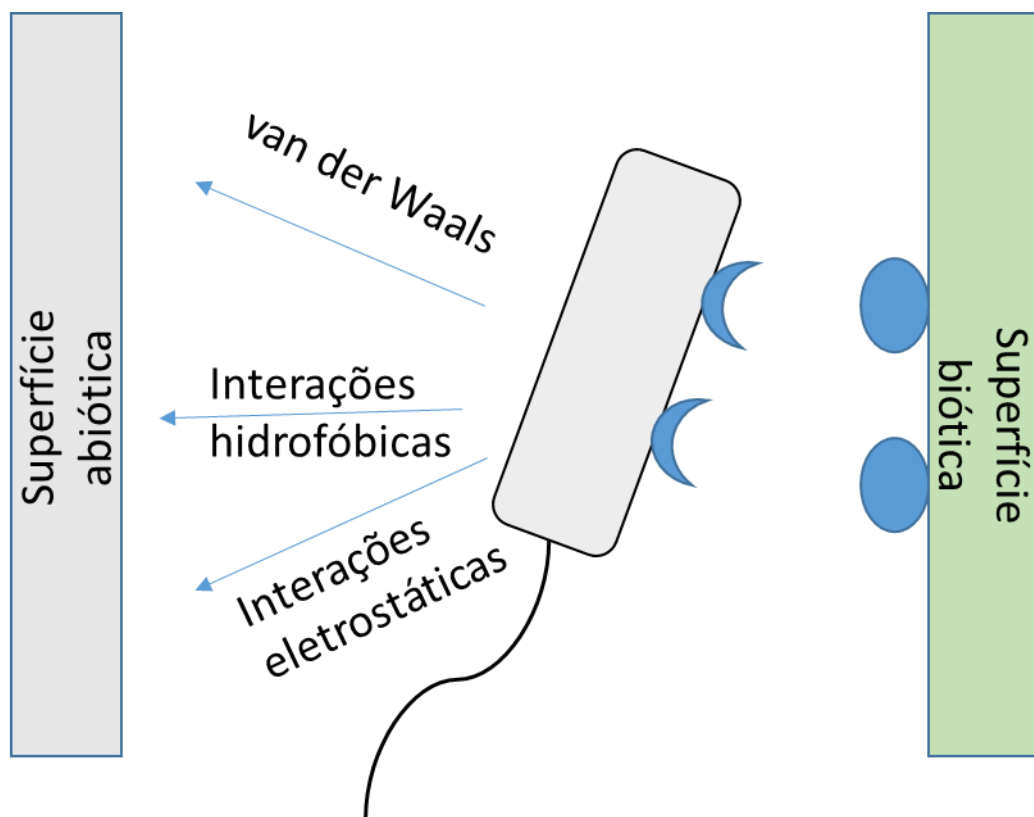 Superfície
abiótica
van der Waals
Interações
hidrofóbicas
Interações
eletrostáticas
Superfície
biótica